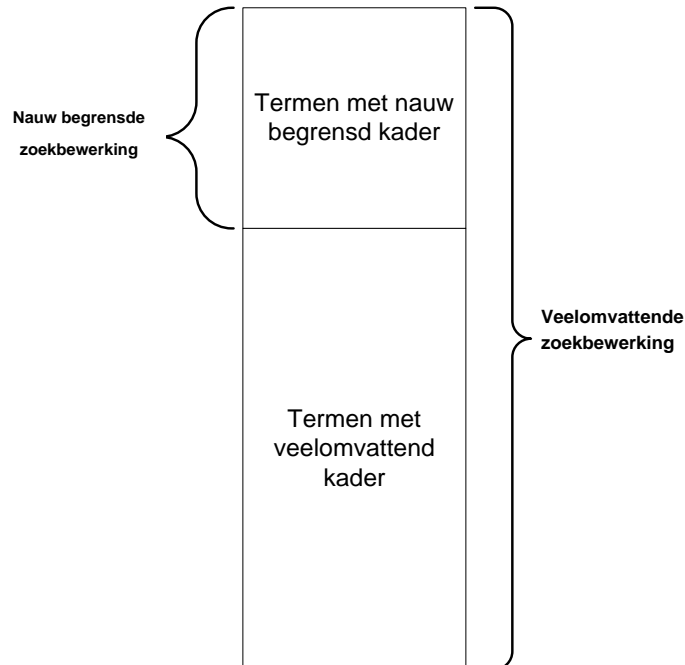 Nauw begrensde
zoekbewerking
Termen met nauw
begrensd kader
Veelomvattende
zoekbewerking
Termen met
veelomvattend
kader